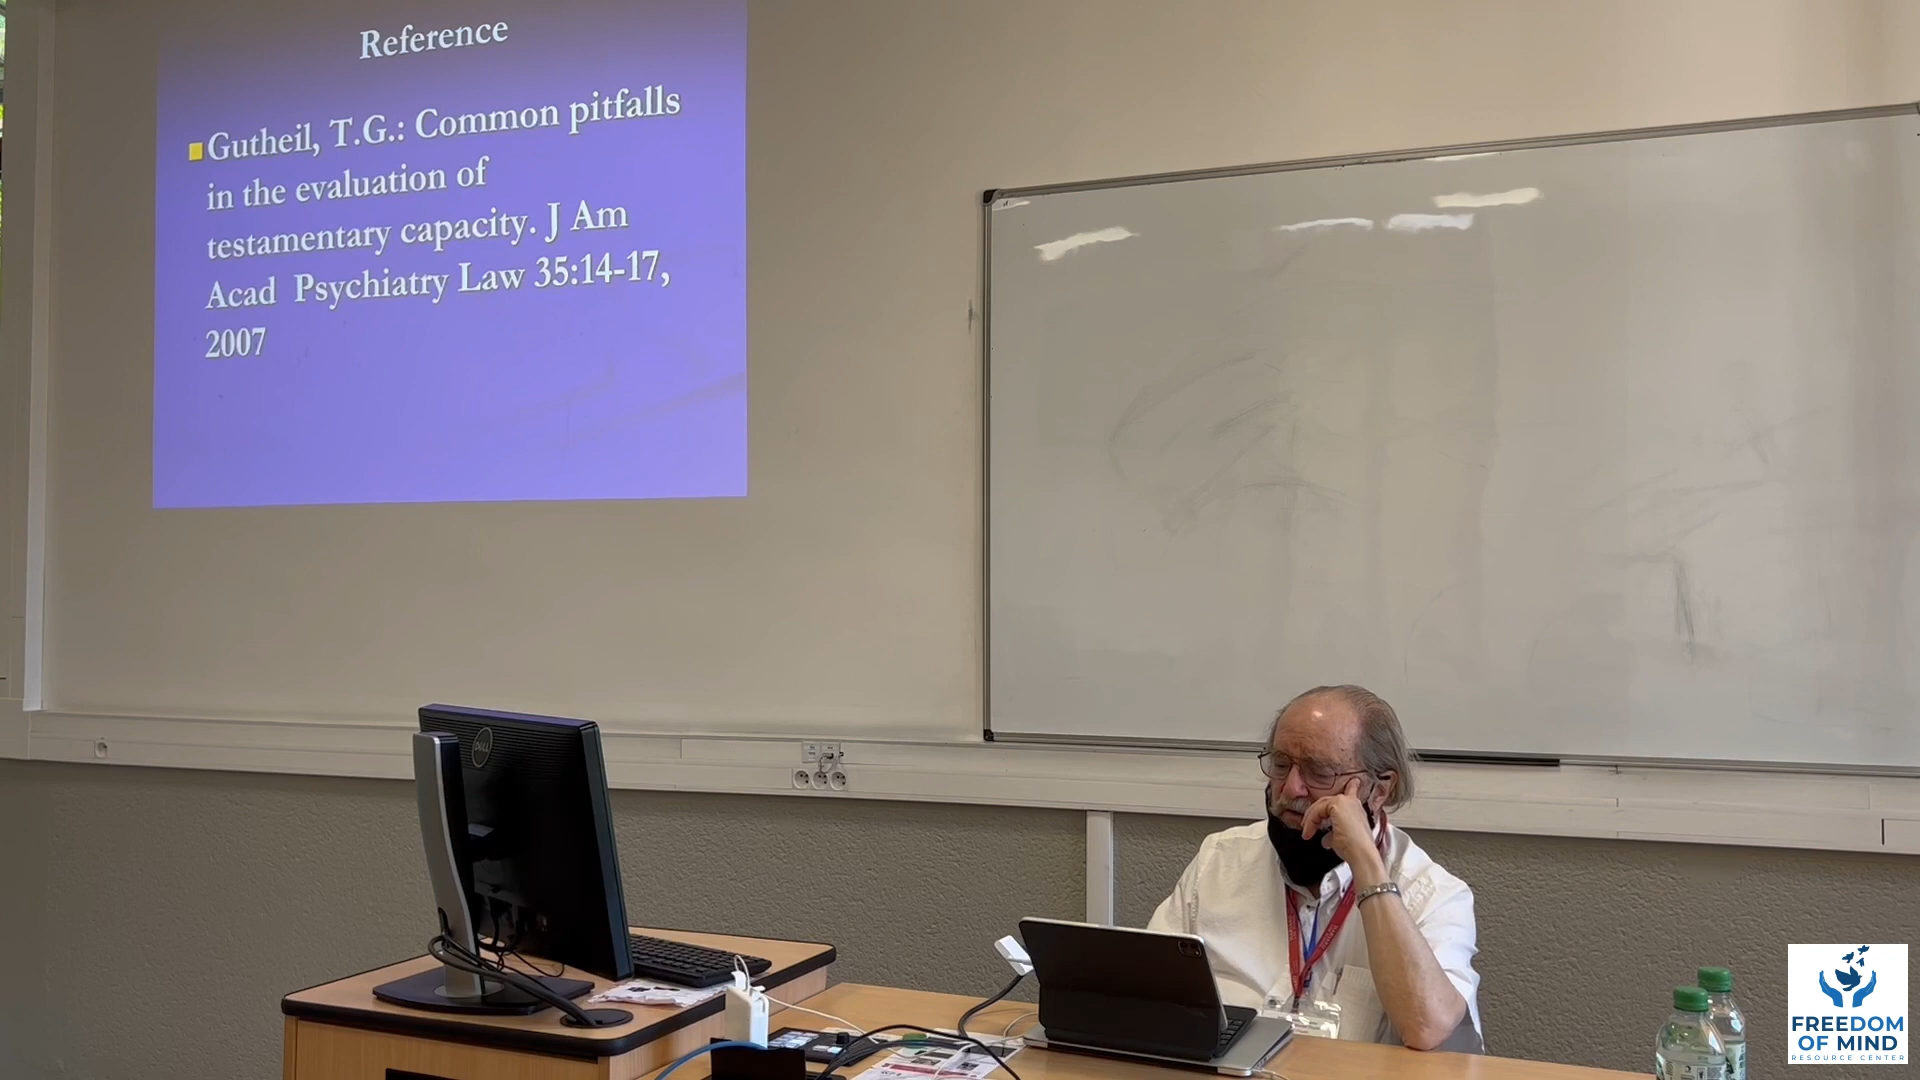 Reference
Gutheil, T.G.: Common pitfalls
in the evaluation of
testamentary capacity. J Am
Acad Psychiatry Law 35:14-17,
2007
DELL
FREEDOM
OF MIND
RESOURCE CENTER